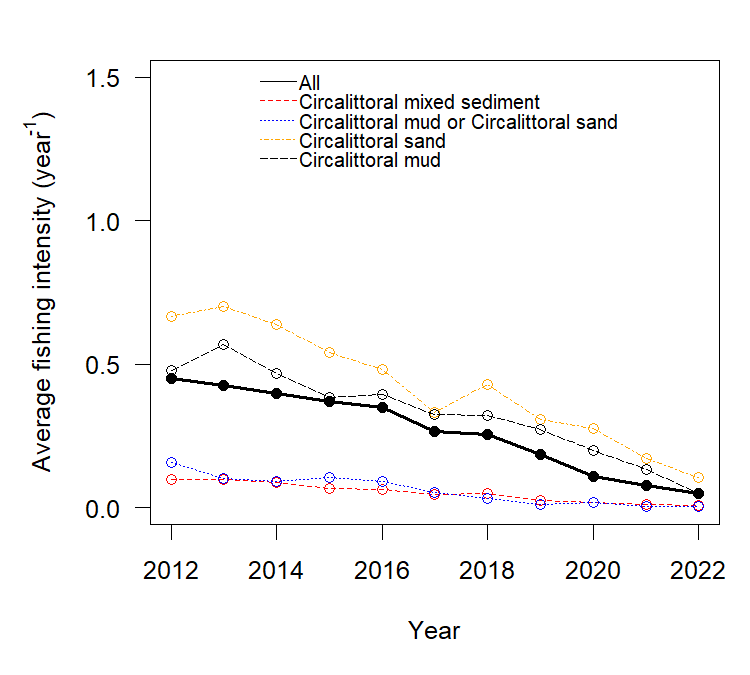 1.5
1.0
0.5
0.0
Average fishing intensity (year⁻¹)
All
Circalittoral mixed sediment
Circalittoral mud or Circalittoral sand
Circalittoral sand
Circalittoral mud
2012 2014 2016 2018 2020 2022
Year